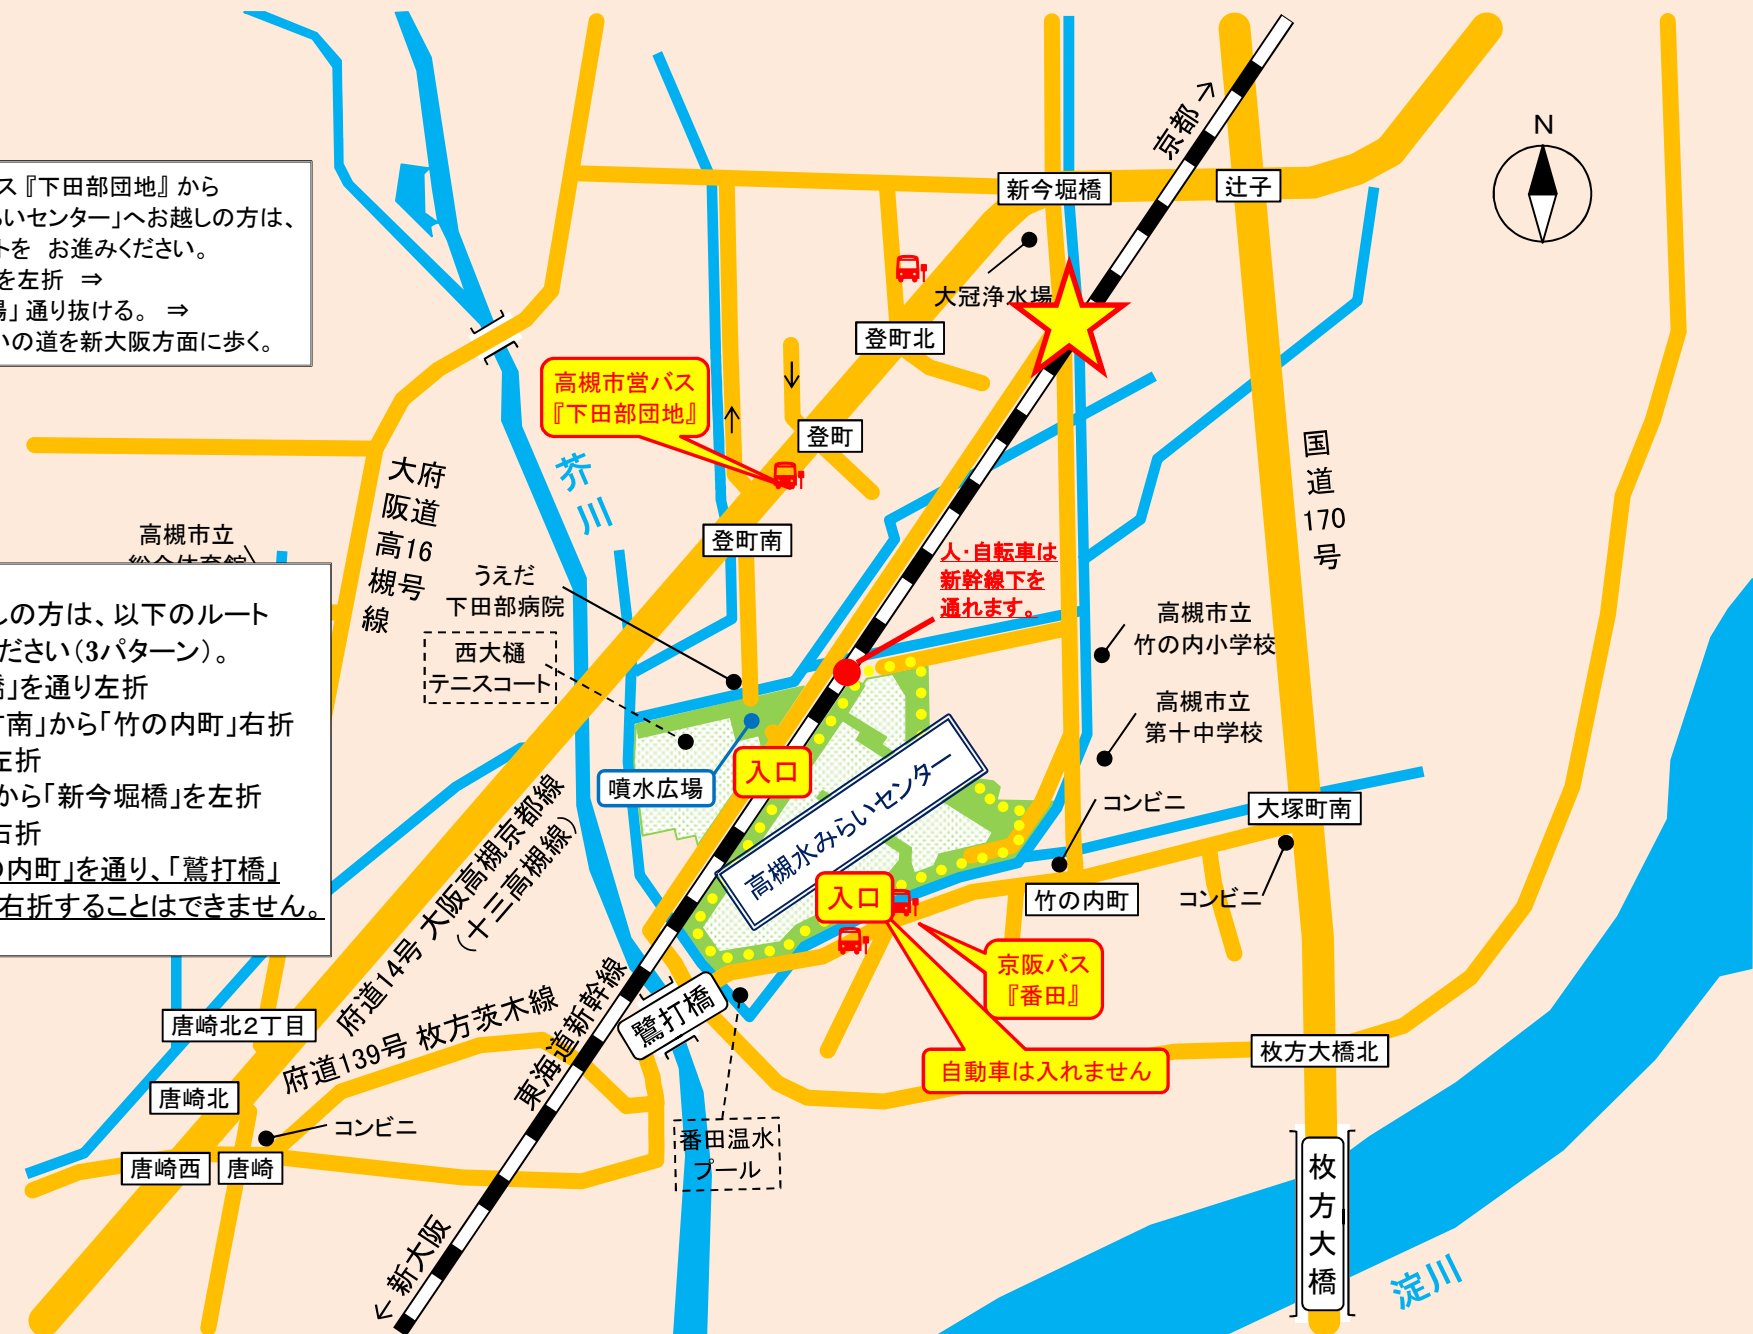 ス『下田部団地』から
いセンター」へお越しの方は、
トを お進みください。
を左折 ⇒
」通り抜ける。 ⇒
いの道を新大阪方面に歩く。
しの方は、以下のルート
ださい(3パターン)。
」を通り左折
南」から「竹の内町」右折
左折
から「新今堀橋」を左折
右折
の内町」を通り、「鷺打橋」
右折することはできません。
N
京都→
新今堀橋
辻子
大冠浄水場
登町北
高槻市営バス
『下田部団地』
登町
登町南
芥川
大阪高槻線
府道16号
国道170号
高槻市立
うえだ
下田部病院
西大樋
テニスコート
人・自転車は
新幹線下を
通れます。
高槻市立
竹の内小学校
高槻市立
第十中学校
噴水広場
入口
高槻水みらいセンター
コンビニ
大塚町南
入口
竹の内町
コンビニ
京阪バス
『番田』
自動車は入れません
府道14号 大阪高槻京都線
(十三高槻線)
唐崎北2丁目
府道139号 枚方茨木線
東海道新幹線
鷺打橋
枚方大橋北
唐崎北
コンビニ
番田温水
プール
唐崎西
唐崎
←新大阪
枚方大橋
淀川